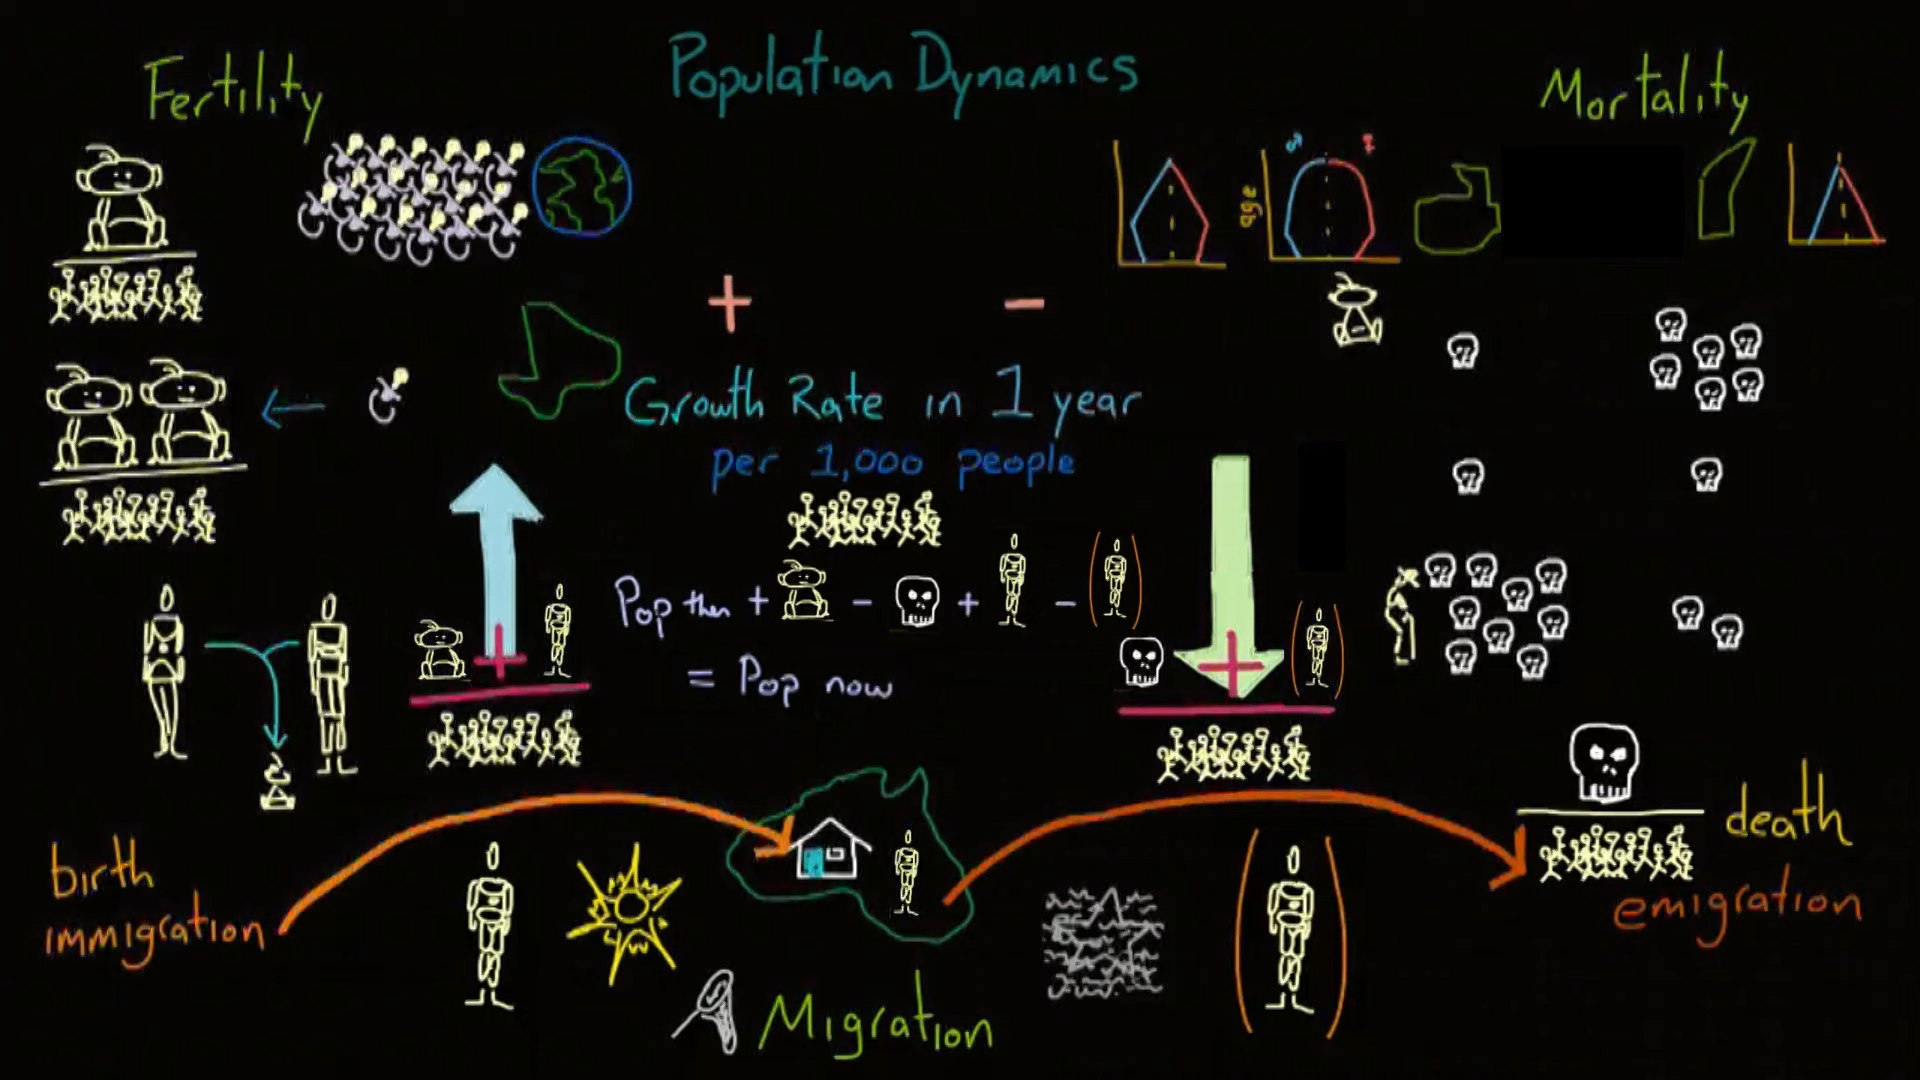 Population Dynamics
Fertility
Mortality
age
+
-
Growth Rate in 1 year
per 1,000 people
Pop then + - + -
= Pop now
+
+
birth
immigration
death
emigration
Migration